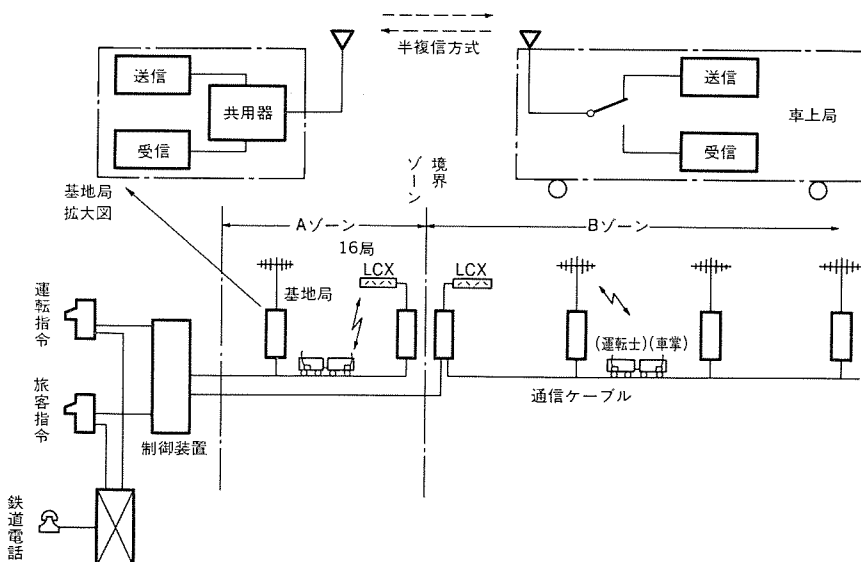 半複信方式
送信
受信
共用器
送信
受信
車上局
基地局
拡大図
ゾーン
境界
Aゾーン
Bゾーン
16局
LCX
LCX
基地局
(運転士)(車掌)
通信ケーブル
運転指令
旅客指令
制御装置
鉄道電話